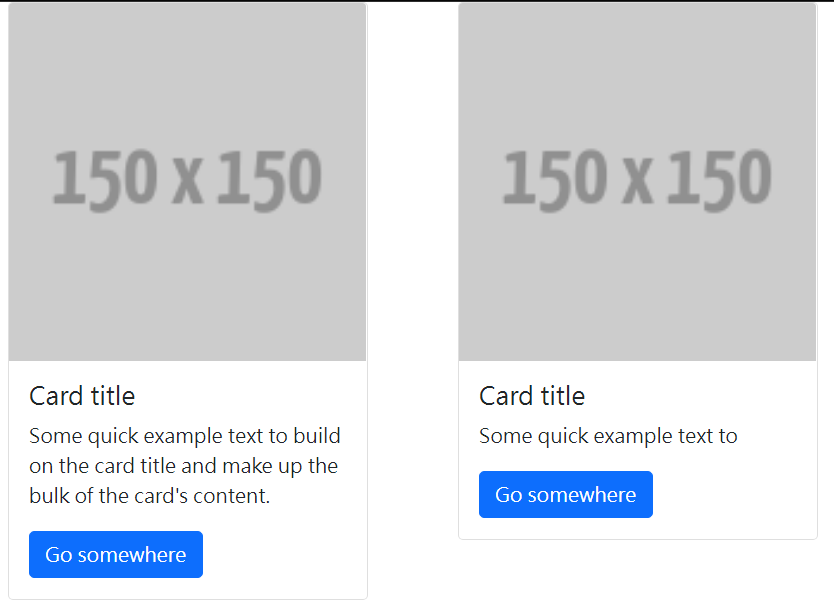 150 x 150
Card title
Some quick example text to build
on the card title and make up the
bulk of the card's content.
Go somewhere
150 x 150
Card title
Some quick example text to
Go somewhere